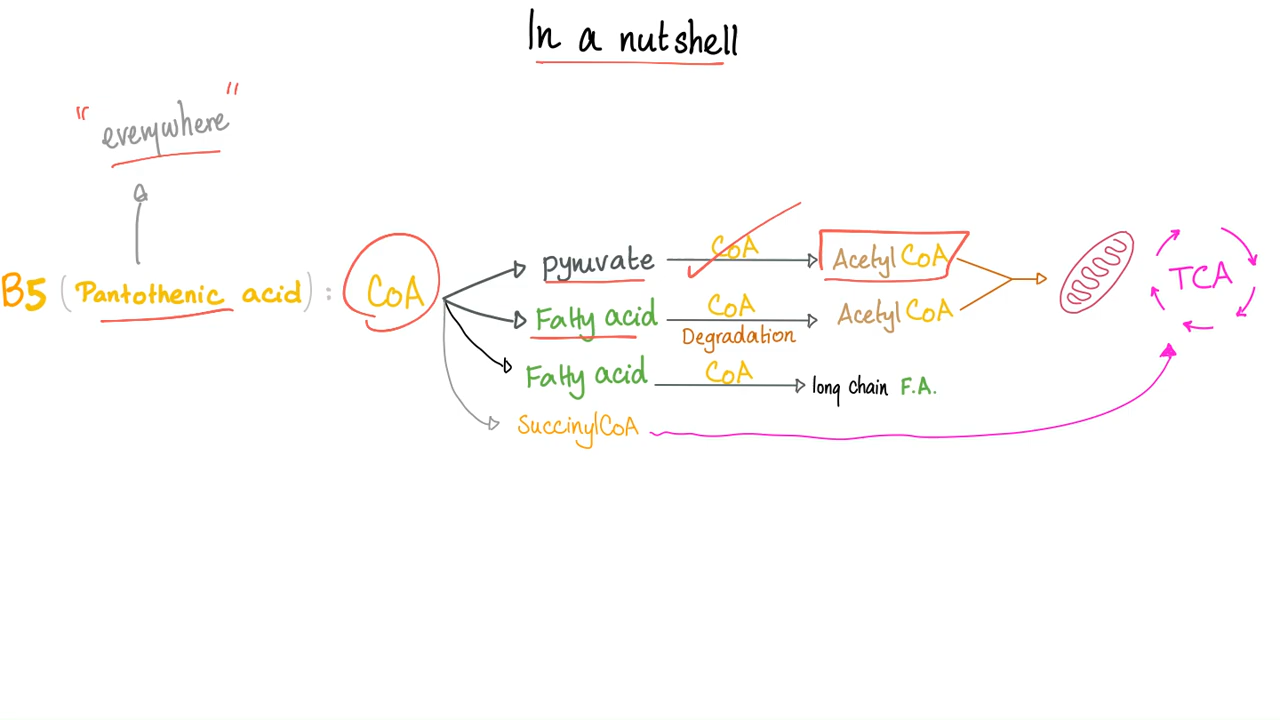 In a nutshell
"everywhere"
B5 (Pantothenic acid) : CoA
pyruvate CoA Acetyl CoA
Fatty acid CoA Degradation Acetyl CoA
TCA
Fatty acid CoA long chain F.A.
SuccinylCoA